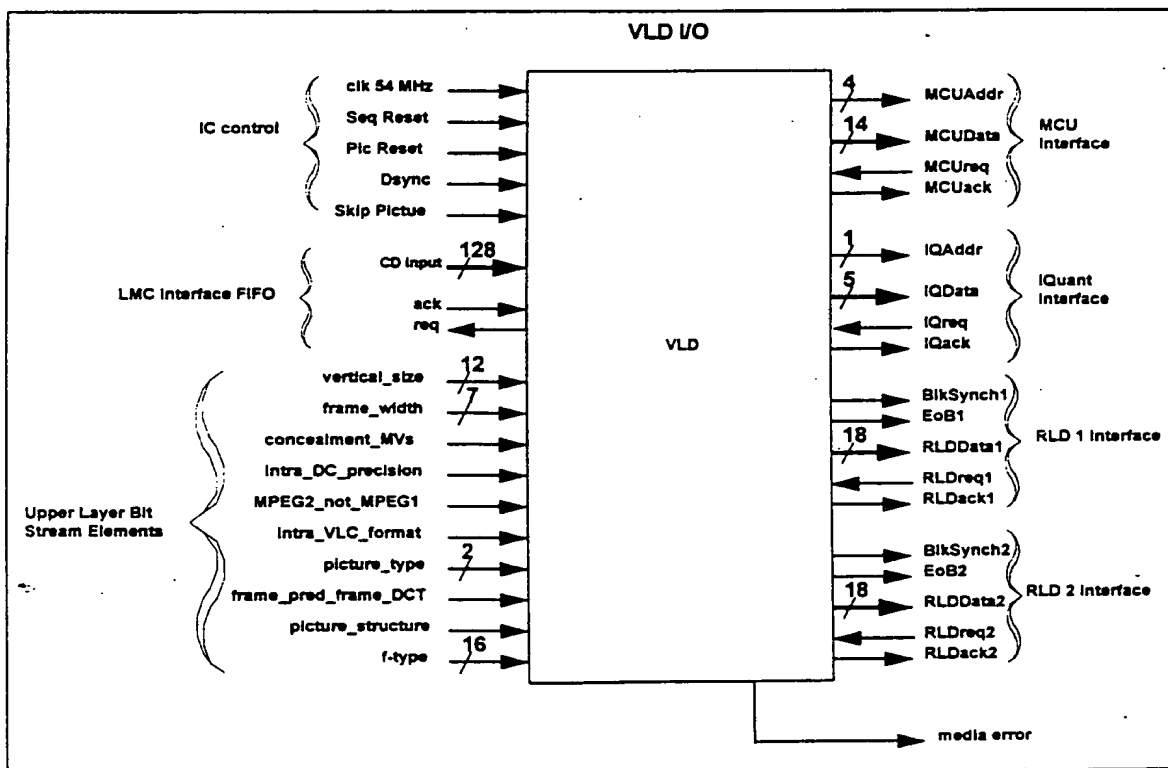 VLD I/O
IC control
clk 54 MHz
Seq Reset
Pic Reset
Dsync
Skip Pictue
LMC Interface FIFO
CD Input
128
ack
req
Upper Layer Bit
Stream Elements
vertical_size
12
frame_width
7
concealment_MVs
Intra_DC_precision
MPEG2_not_MPEG1
Intra_VLC_format
picture_type
2
frame_pred_frame_DCT
picture_structure
f-type
16
VLD
4
MCUAddr
14
MCUData
MCUreq
MCUack
MCU
Interface
1
IQAddr
5
IQData
IQreq
IQack
IQuant
Interface
BlkSynch1
EoB1
18
RLDData1
RLDreq1
RLDack1
RLD 1 Interface
BlkSynch2
EoB2
18
RLDData2
RLDreq2
RLDack2
RLD 2 Interface
media error